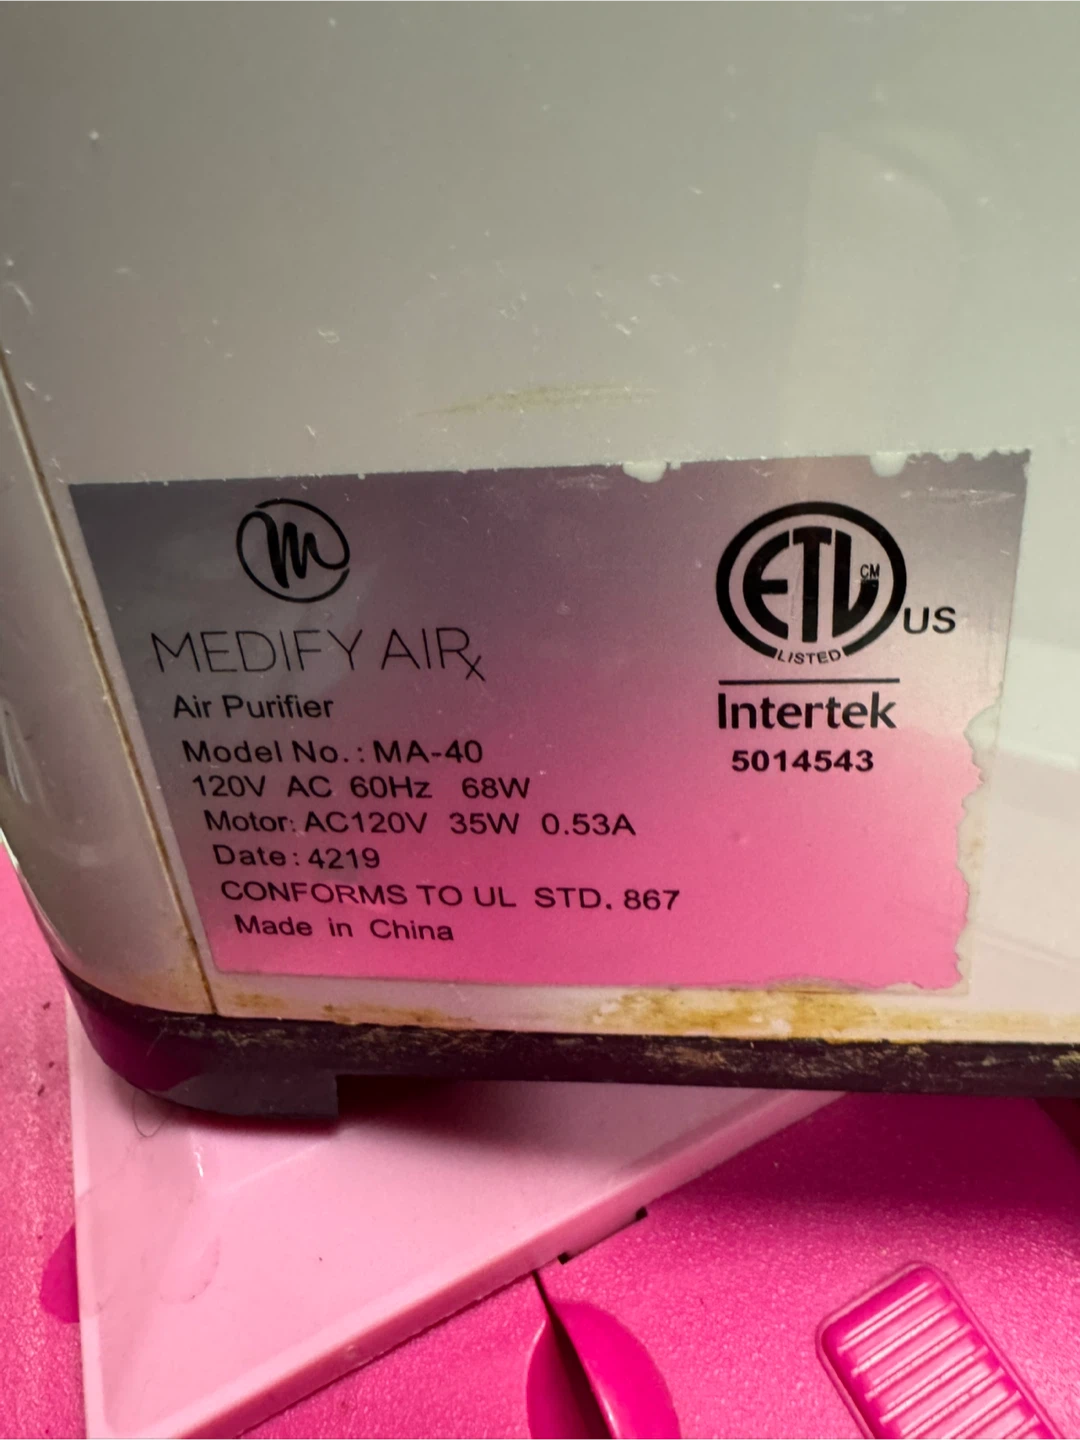 m
MEDIFY AIRx
Air Purifier
Model No.: MA-40
120V AC 60Hz 68W
Motor: AC120V 35W 0.53A
Date: 4219
CONFORMS TO UL STD. 867
Made in China
ETL CM
US
LISTED
Intertek
5014543